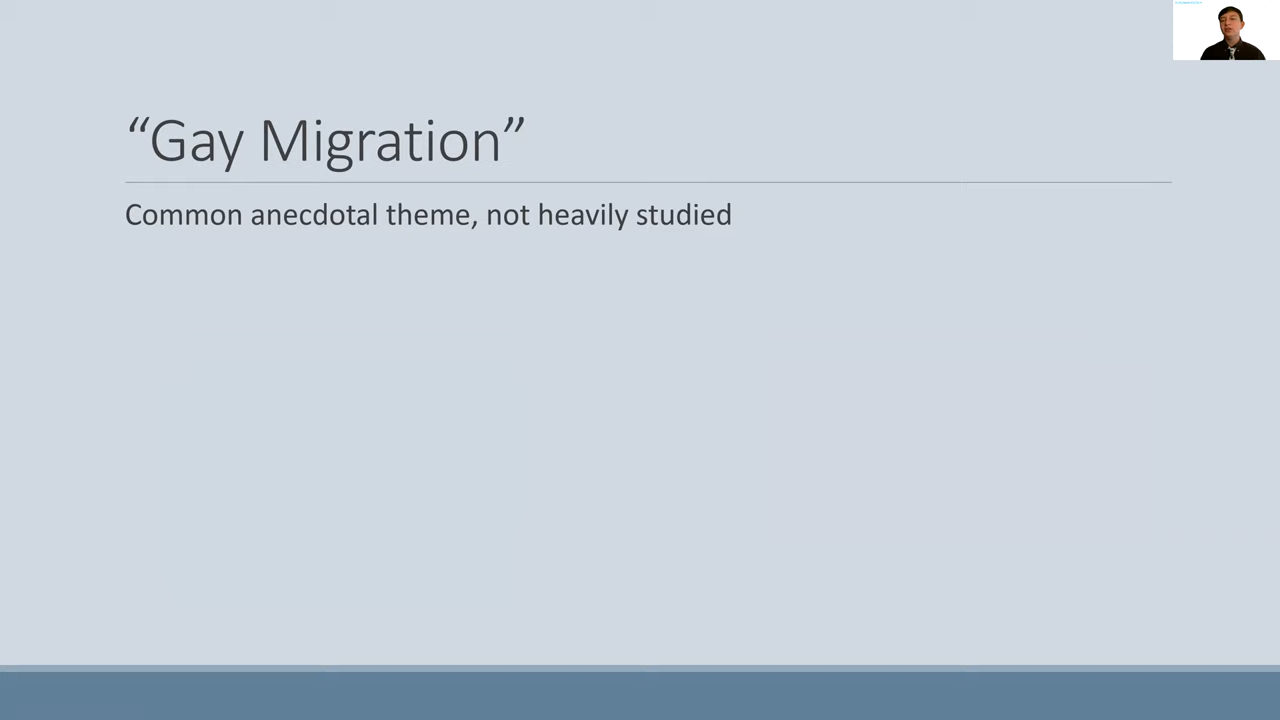 “Gay Migration”
Common anecdotal theme, not heavily studied